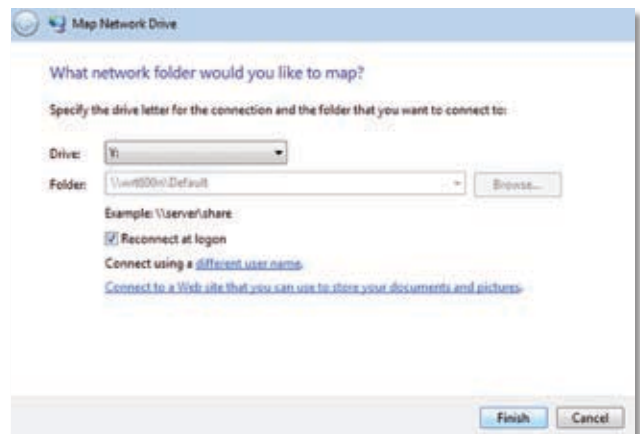 Map Network Drive
What network folder would you like to map?
Specify the drive letter for the connection and the folder that you want to connect to:
Drive: Y:
Folder: \\wrt600n\Default Browse...
Example: \\server\share
Reconnect at logon
Connect using a different user name.
Connect to a Web site that you can use to store your documents and pictures.
Finish Cancel